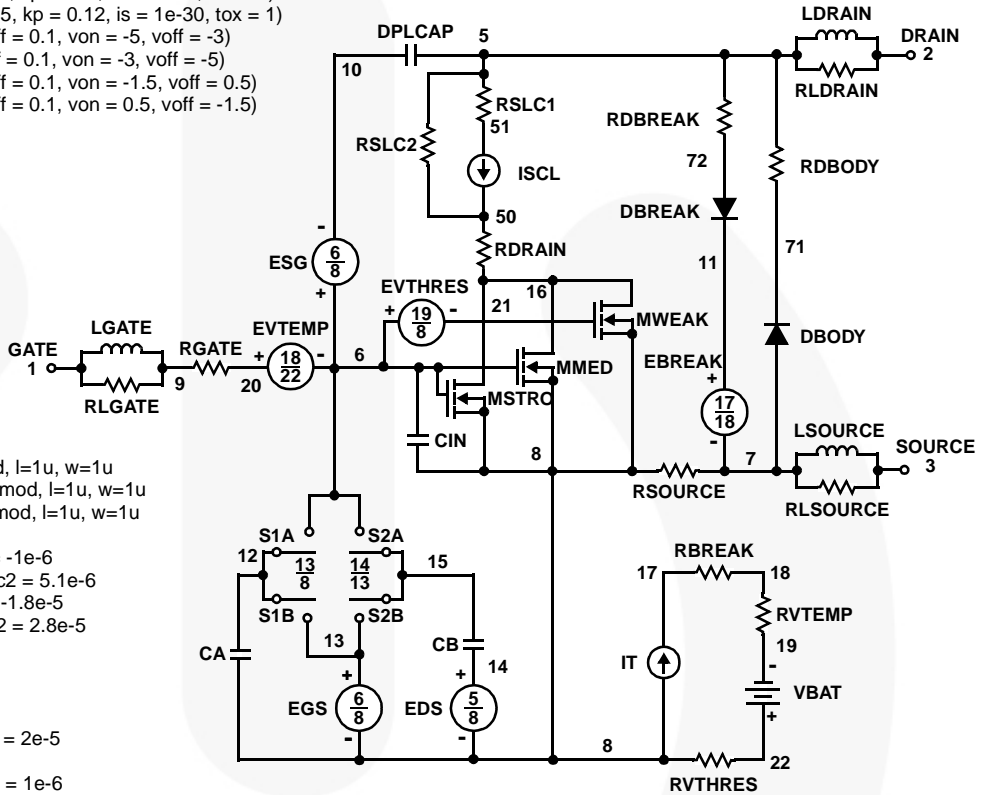 5, kp = 0.12, is = 1e-30, tox = 1)
ff = 0.1, von = -5, voff = -3)
f = 0.1, von = -3, voff = -5)
ff = 0.1, von = -1.5, voff = 0.5)
ff = 0.1, von = 0.5, voff = -1.5)
LDRAIN
DPLCAP
5
DRAIN
2
10
RLDRAIN
RSLC1
RDBREAK
51
RSLC2
72
RDBODY
ISCL
DBREAK
50
-
RDRAIN
71
ESG
6
8
11
EVTHRES
16
+
+
19
8
-
21
MWEAK
LGATE
EVTEMP
DBODY
GATE
1
RGATE
+
18
22
-
6
MMED
EBREAK
+
9
20
MSTRO
17
18
RLGATE
LSOURCE
CIN
-
SOURCE
3
8
7
d, l=1u, w=1u
RSOURCE
mod, l=1u, w=1u
RLSOURCE
mod, l=1u, w=1u
S1A
S2A
= -1e-6
12
13
8
14
13
15
RBREAK
c2 = 5.1e-6
17
18
-1.8e-5
S1B
S2B
RVTEMP
2 = 2.8e-5
13
CB
19
CA
14
IT
-
+
+
VBAT
EGS
6
8
EDS
5
8
+
-
-
= 2e-5
8
22
RVTHRES
= 1e-6